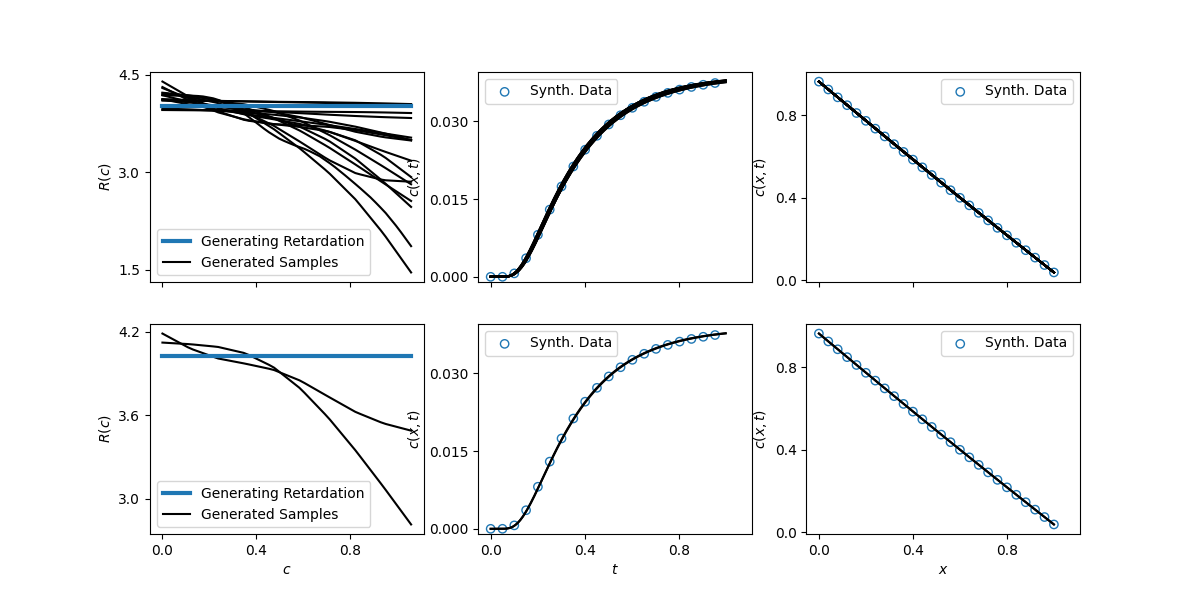 4.5
3.0
1.5
R(c)
Generating Retardation
Generated Samples
0.030
0.015
0.000
c(x, t)
Synth. Data
0.8
0.4
0.0
c(x, t)
Synth. Data
4.2
3.6
3.0
R(c)
Generating Retardation
Generated Samples
0.0 0.4 0.8
c
0.030
0.015
0.000
c(x, t)
Synth. Data
0.0 0.4 0.8
t
0.8
0.4
0.0
c(x, t)
Synth. Data
0.0 0.4 0.8
x